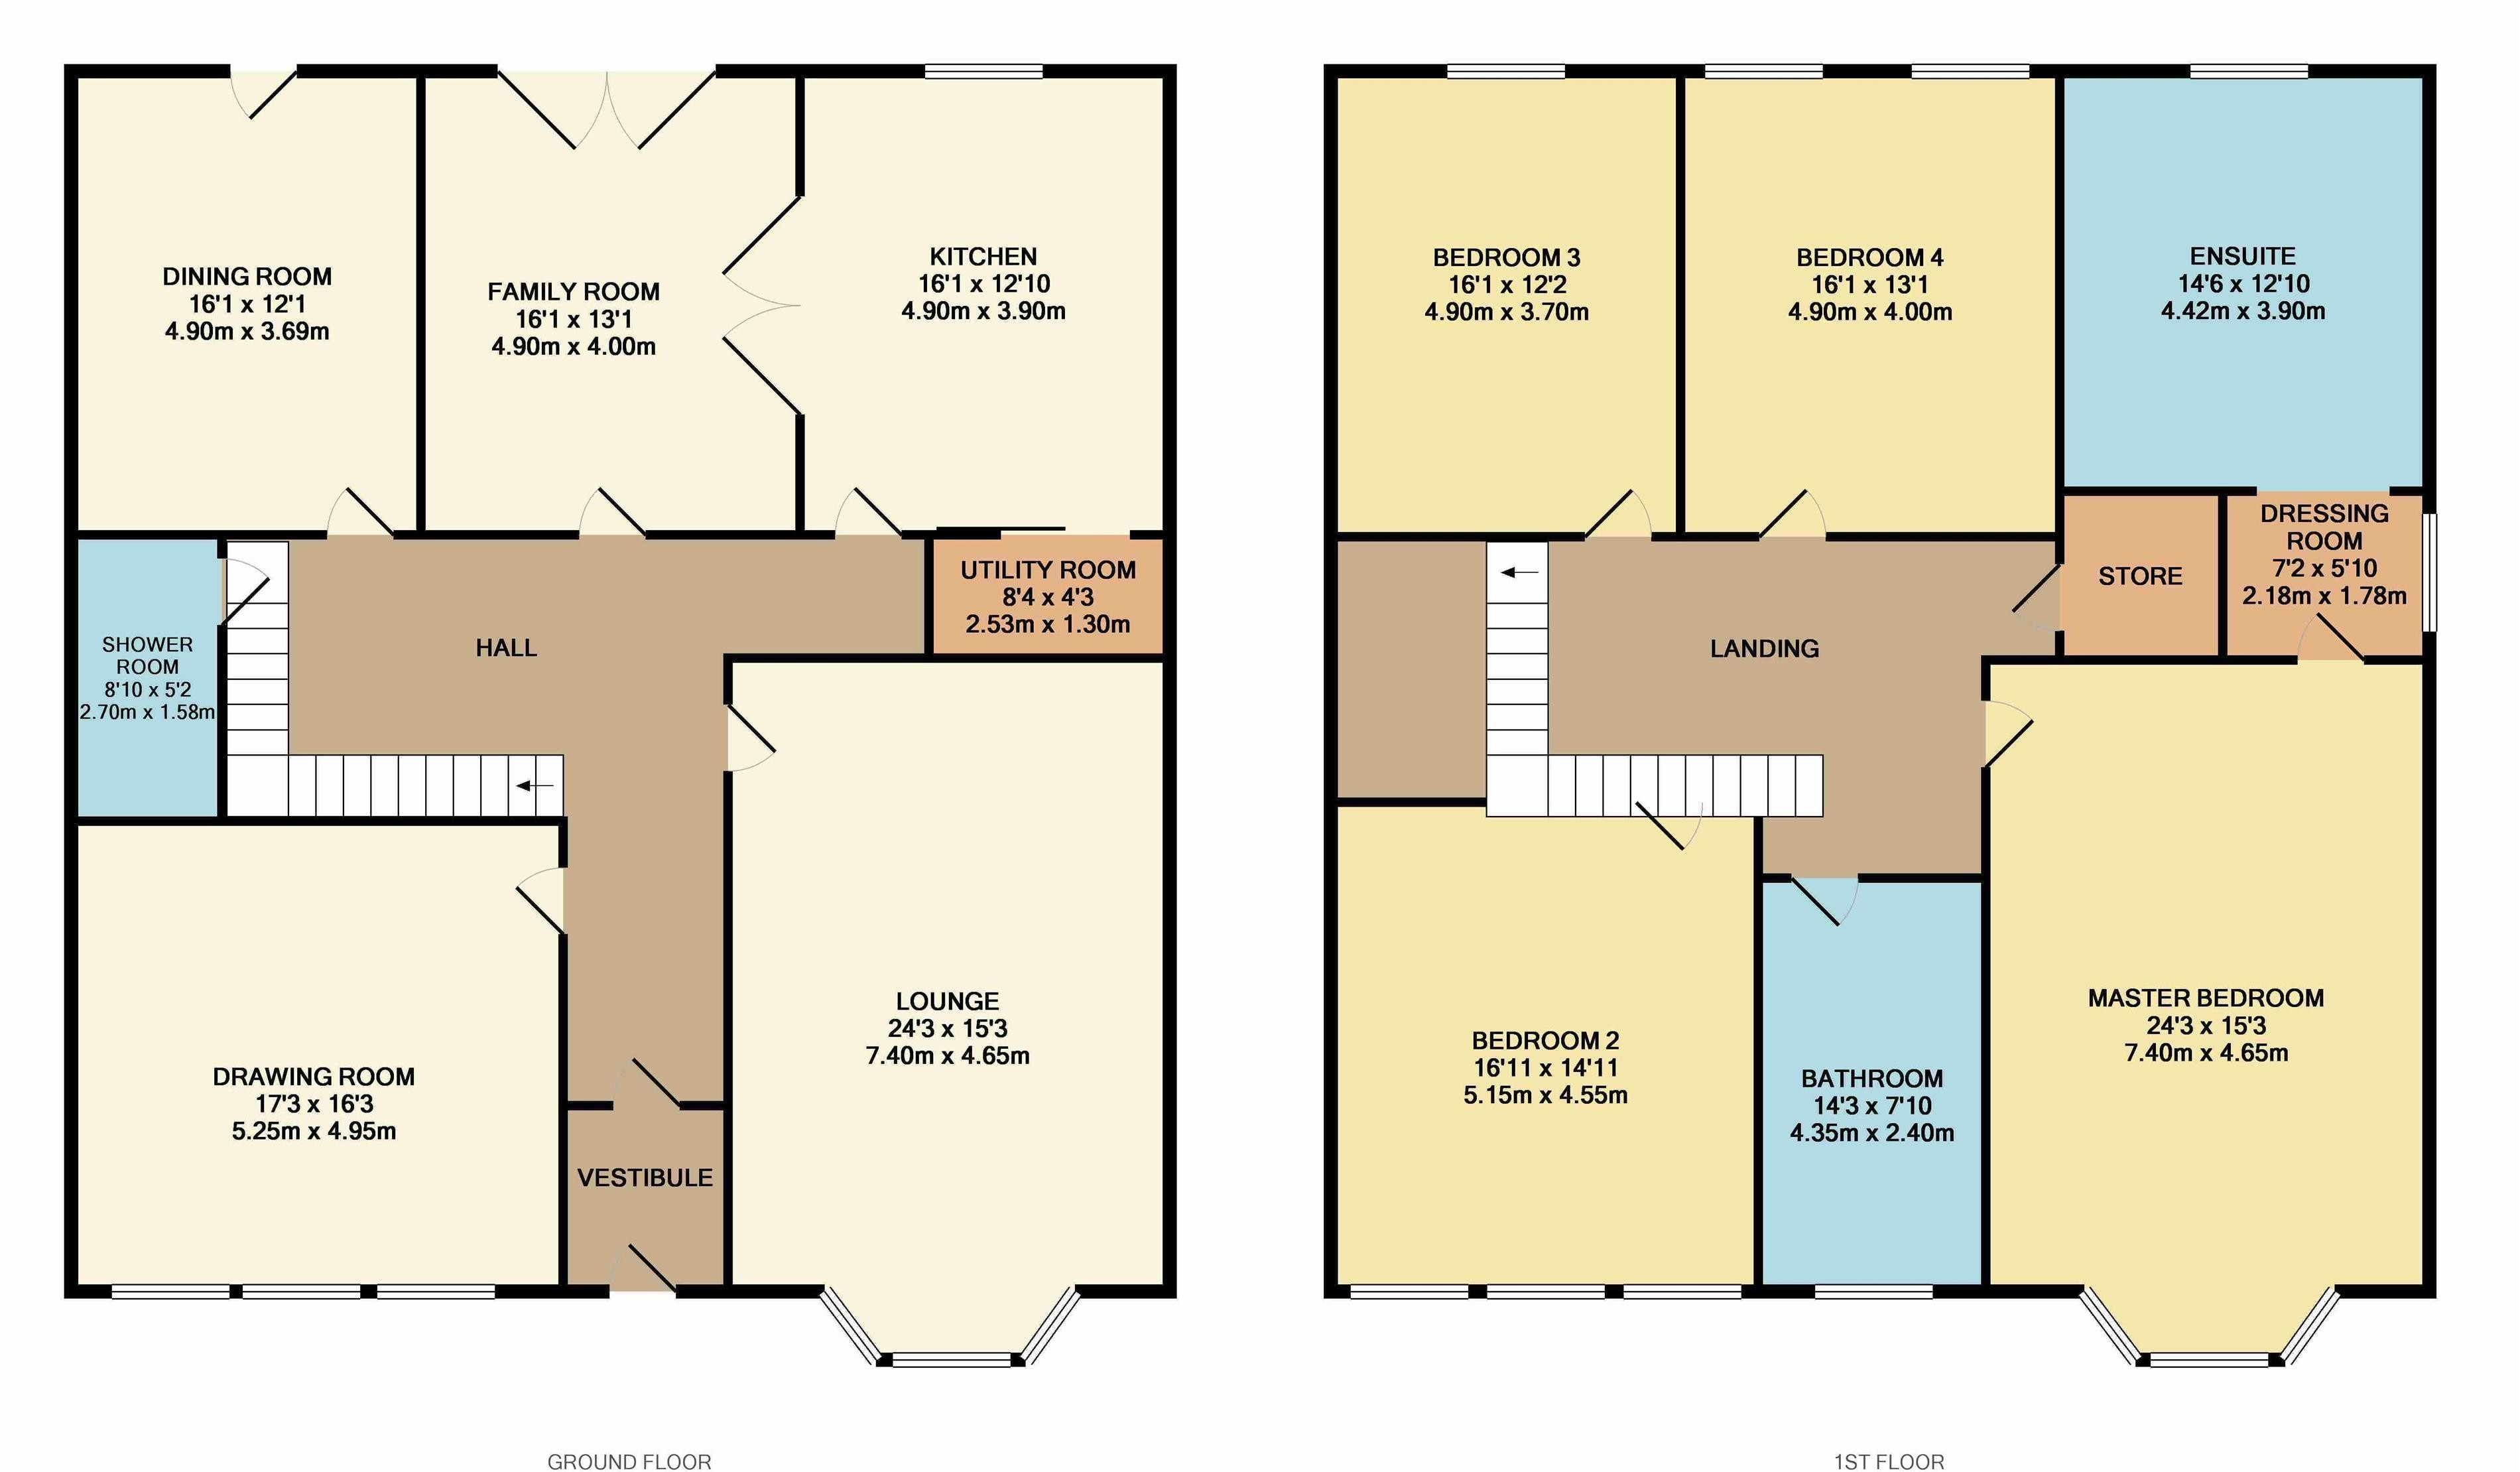 DINING ROOM
16'1 x 12'1
4.90m x 3.69m
FAMILY ROOM
16'1 x 13'1
4.90m x 4.00m
KITCHEN
16'1 x 12'10
4.90m x 3.90m
SHOWER
ROOM
8'10 x 5'2
2.70m x 1.58m
HALL
UTILITY ROOM
8'4 x 4'3
2.53m x 1.30m
DRAWING ROOM
17'3 x 16'3
5.25m x 4.95m
VESTIBULE
LOUNGE
24'3 x 15'3
7.40m x 4.65m
GROUND FLOOR
BEDROOM 3
16'1 x 12'2
4.90m x 3.70m
BEDROOM 4
16'1 x 13'1
4.90m x 4.00m
ENSUITE
14'6 x 12'10
4.42m x 3.90m
LANDING
STORE
DRESSING
ROOM
7'2 x 5'10
2.18m x 1.78m
BEDROOM 2
16'11 x 14'11
5.15m x 4.55m
BATHROOM
14'3 x 7'10
4.35m x 2.40m
MASTER BEDROOM
24'3 x 15'3
7.40m x 4.65m
1ST FLOOR